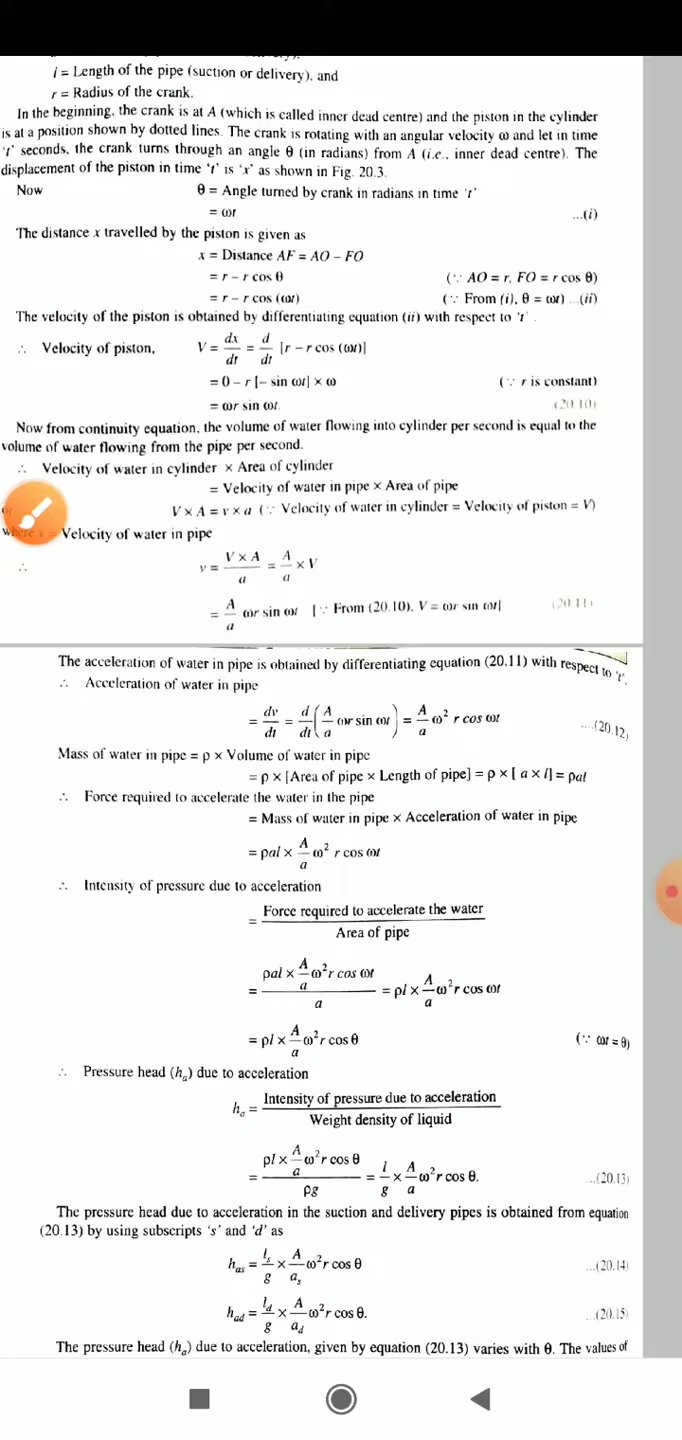 l = Length of the pipe (suction or delivery), and
r = Radius of the crank.
In the beginning, the crank is at A (which is called inner dead centre) and the piston in the cylinder
is at a position shown by dotted lines. The crank is rotating with an angular velocity ω and let in time
't' seconds, the crank turns through an angle θ (in radians) from A (i.e., inner dead centre). The
displacement of the piston in time 't' is 'x' as shown in Fig. 20.3.
Now θ = Angle turned by crank in radians in time 't'
= ωt ...(i)
The distance x travelled by the piston is given as
x = Distance AF = AO – FO
= r – r cos θ (∵ AO = r, FO = r cos θ)
= r – r cos (ωt) (∵ From (i), θ = ωt) ...(ii)
The velocity of the piston is obtained by differentiating equation (ii) with respect to 't'.
∴ Velocity of piston, V = dx/dt = d/dt [r – r cos (ωt)]
= 0 – r [– sin ωt] × ω (∵ r is constant)
= ωr sin ωt. (20.10)
Now from continuity equation, the volume of water flowing into cylinder per second is equal to the
volume of water flowing from the pipe per second.
∴ Velocity of water in cylinder × Area of cylinder
= Velocity of water in pipe × Area of pipe
V × A = v × a (∵ Velocity of water in cylinder = Velocity of piston = V)
where v = Velocity of water in pipe
∴ v = V × A / a = A/a × V
= A/a ωr sin ωt [∵ From (20.10), V = ωr sin ωt] (20.11)
The acceleration of water in pipe is obtained by differentiating equation (20.11) with respect to 't'.
∴ Acceleration of water in pipe
= dv/dt = d/dt (A/a ωr sin ωt) = A/a ω² r cos ωt ....(20.12)
Mass of water in pipe = ρ × Volume of water in pipe
= ρ × [Area of pipe × Length of pipe] = ρ × [ a × l] = ρal
∴ Force required to accelerate the water in the pipe
= Mass of water in pipe × Acceleration of water in pipe
= ρal × A/a ω² r cos ωt
∴ Intensity of pressure due to acceleration
= Force required to accelerate the water / Area of pipe
= ρal × A/a ω²r cos ωt / a = ρl × A/a ω²r cos ωt
= ρl × A/a ω²r cos θ (∵ ωt = θ)
∴ Pressure head (hₐ) due to acceleration
hₐ = Intensity of pressure due to acceleration / Weight density of liquid
= ρl × A/a ω²r cos θ / ρg = l/g × A/a ω²r cos θ. ...(20.13)
The pressure head due to acceleration in the suction and delivery pipes is obtained from equation
(20.13) by using subscripts 's' and 'd' as
h_as = l_s/g × A/a_s ω²r cos θ ...(20.14)
h_ad = l_d/g × A/a_d ω²r cos θ. ...(20.15)
The pressure head (hₐ) due to acceleration, given by equation (20.13) varies with θ. The values of